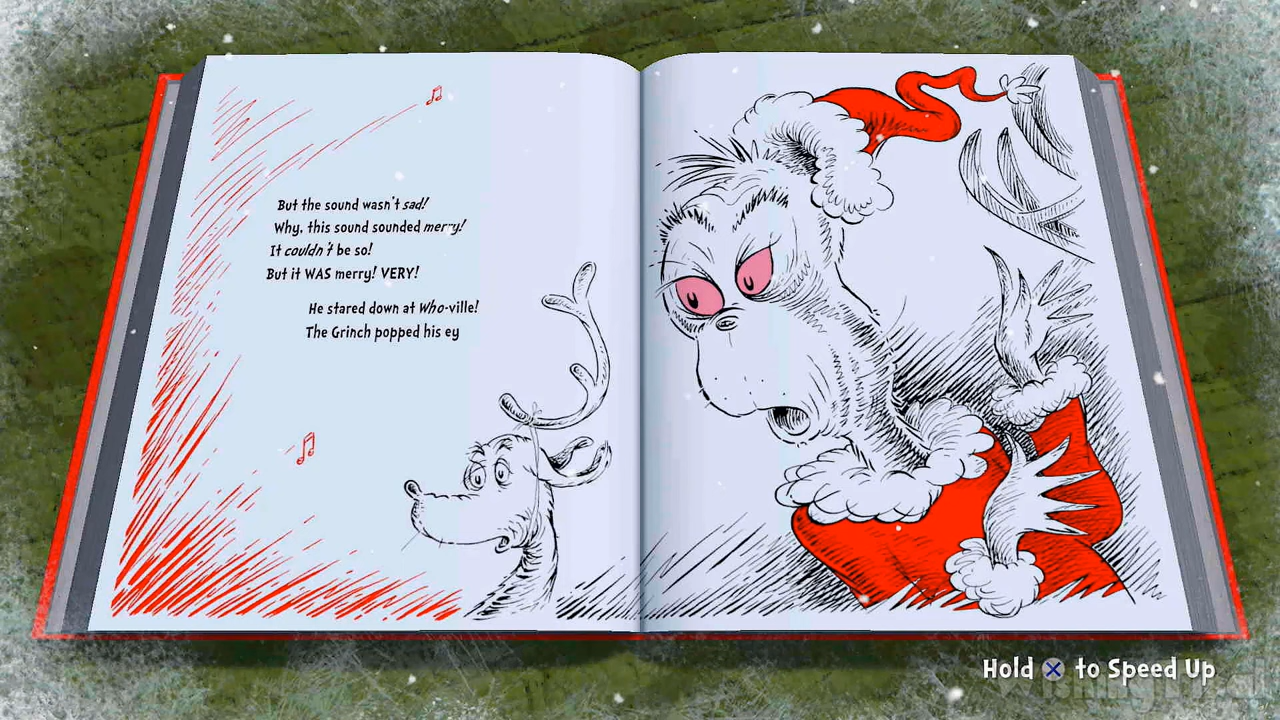 But the sound wasn't sad!
Why, this sound sounded merry!
It couldn't be so!
But it WAS merry! VERY!
He stared down at Who-ville!
The Grinch popped his ey
Hold ⓧ to Speed Up